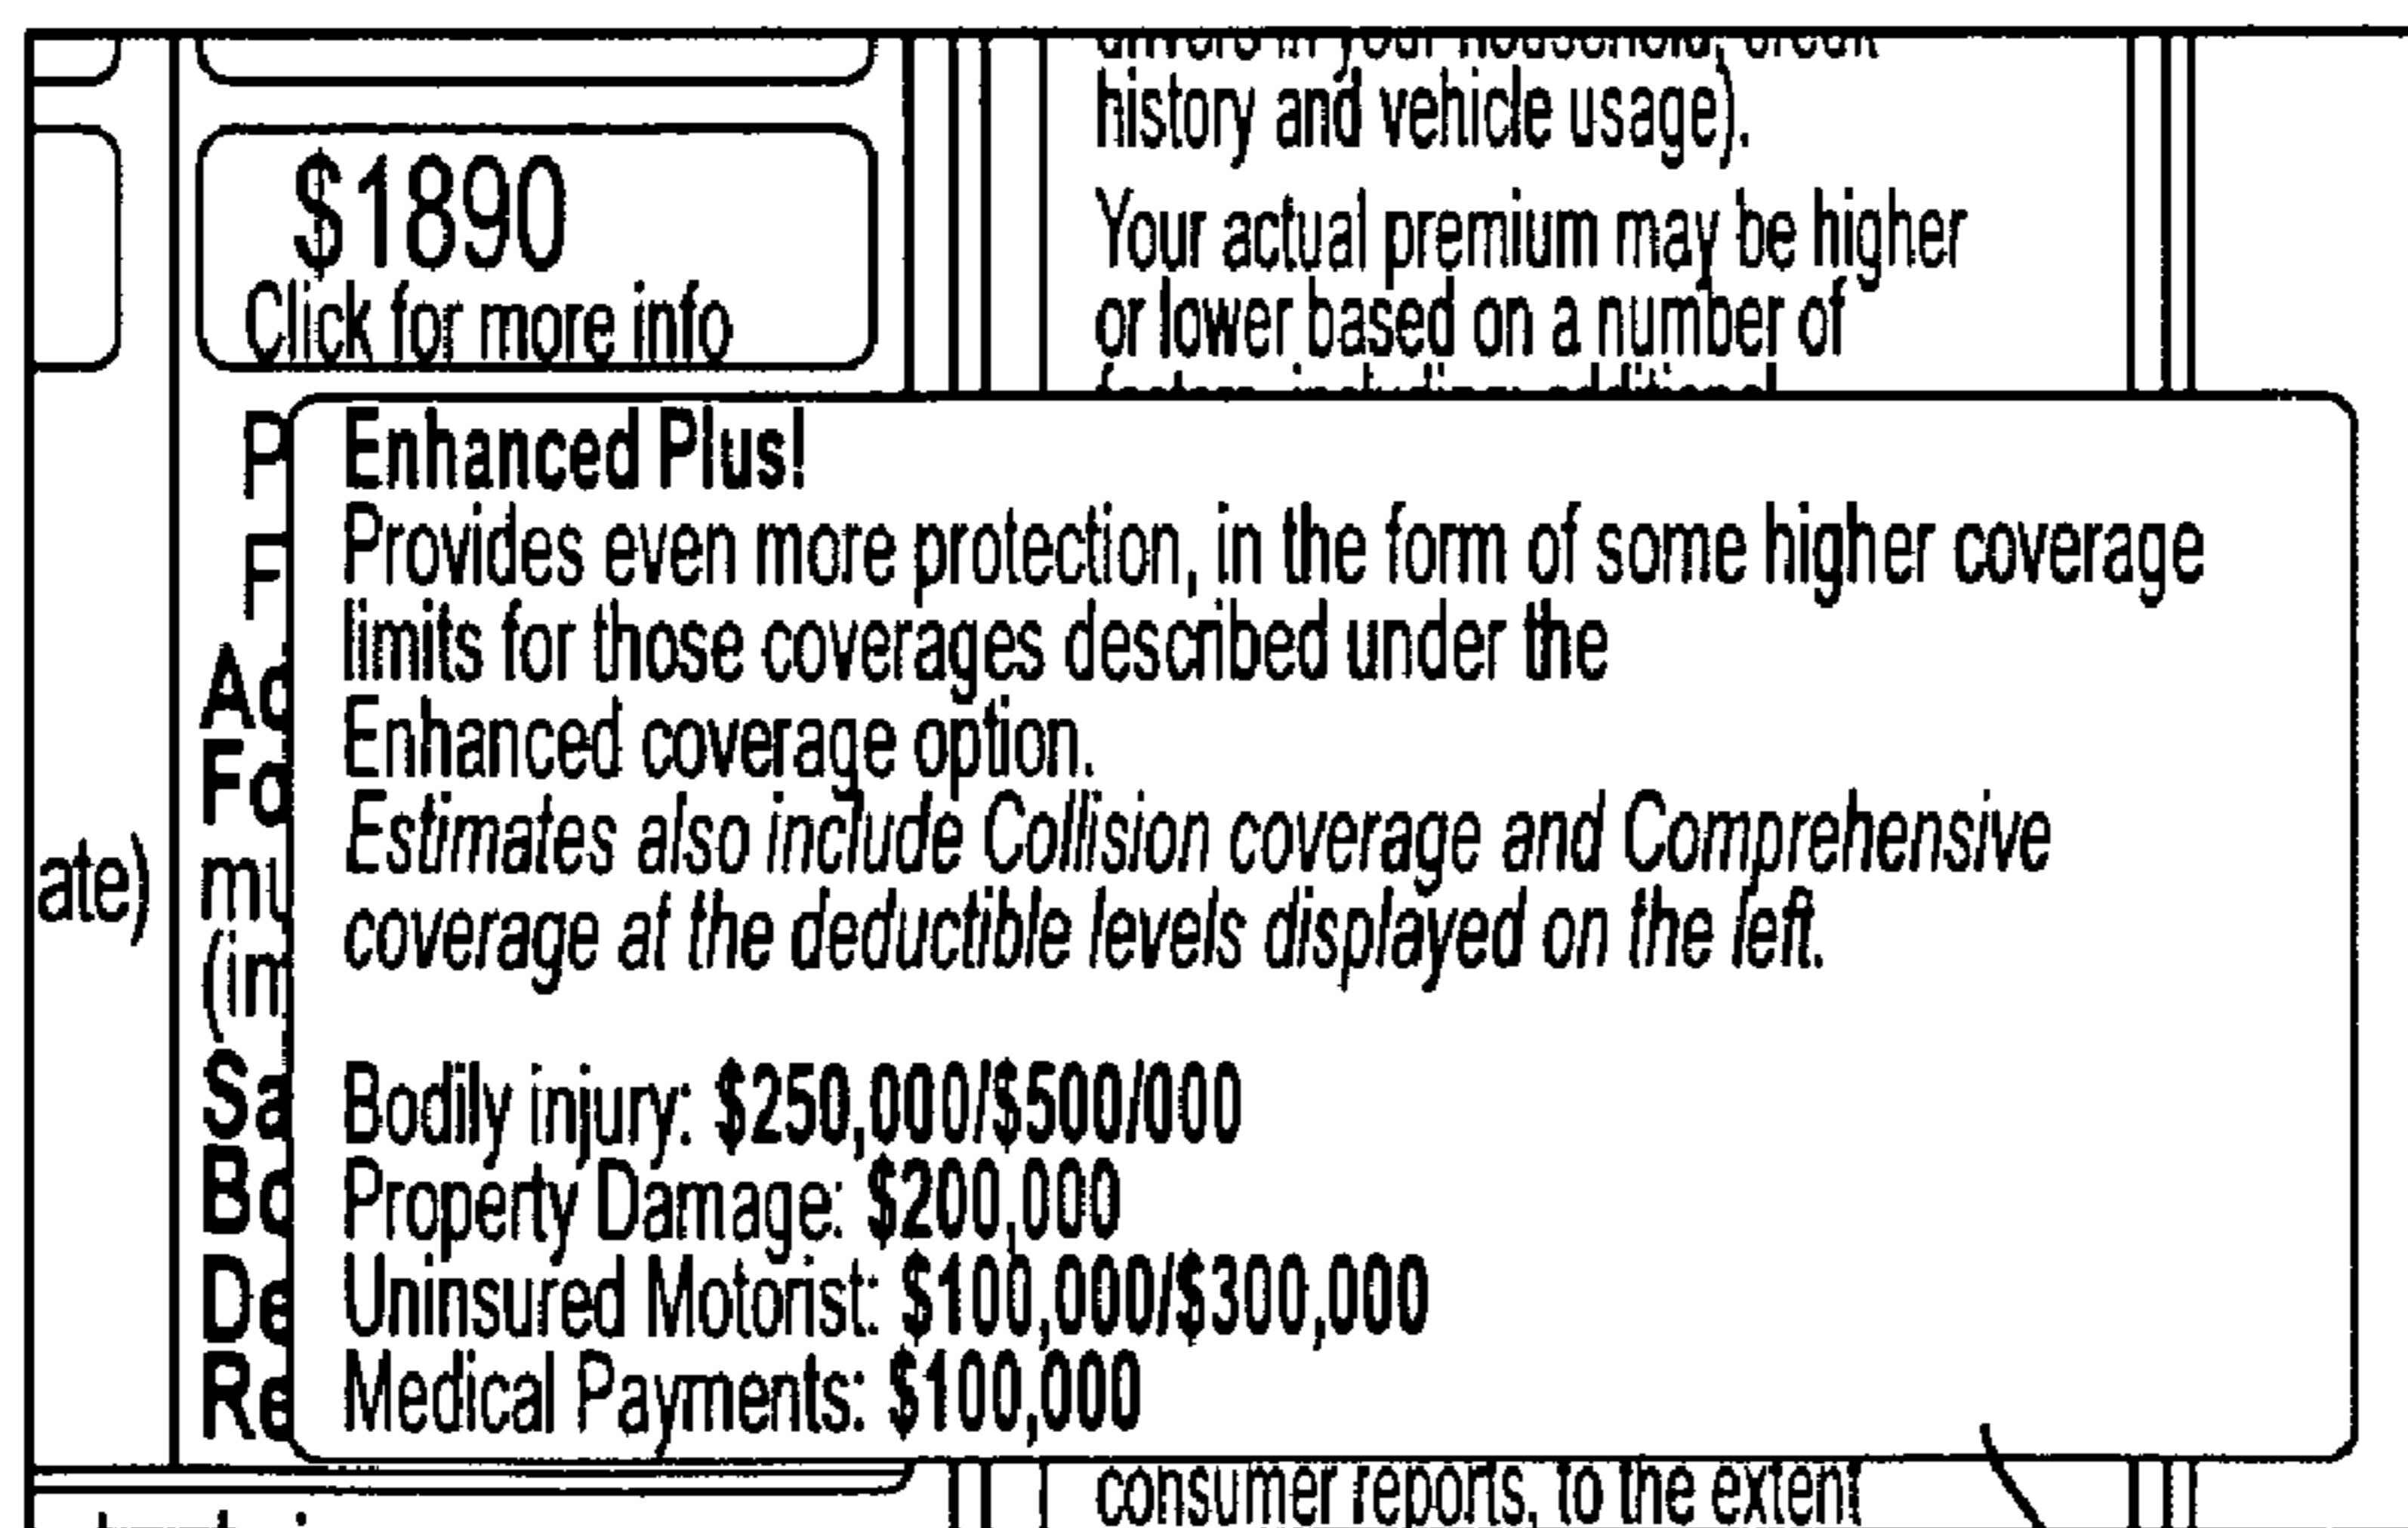 history and vehicle usage).
$1890
Click for more info
Your actual premium may be higher
or lower based on a number of
Enhanced Plus!
Provides even more protection, in the form of some higher coverage
limits for those coverages described under the
Enhanced coverage option.
Estimates also include Collision coverage and Comprehensive
coverage at the deductible levels displayed on the left.
ate)
Bodily injury: $250,000/$500/000
Property Damage: $200,000
Uninsured Motorist: $100,000/$300,000
Medical Payments: $100,000
consumer reports, to the extent